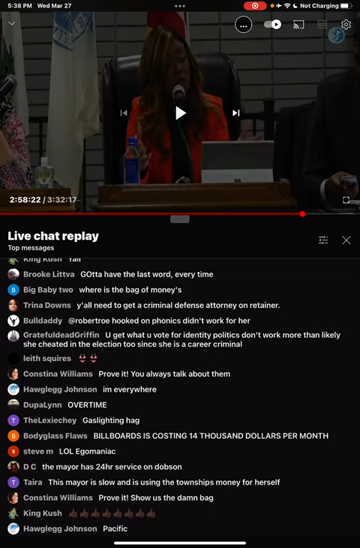 5:38 PM Wed Mar 27
Not Charging
2:58:22 / 3:32:17
Live chat replay
Top messages
King Kush Tall
Brooke Littva GOtta have the last word, every time
Big Baby two where is the bag of money's
Trina Downs y'all need to get a criminal defense attorney on retainer.
Bulldaddy @robertroe hooked on phonics didn't work for her
GratefuldeadGriffin U get what u vote for identity politics don't work more than likely
she cheated in the election too since she is a career criminal
leith squires
Constina Williams Prove it! You always talk about them
Hawglegg Johnson im everywhere
DupaLynn OVERTIME
TheLexiechey Gaslighting hag
Bodyglass Flaws BILLBOARDS IS COSTING 14 THOUSAND DOLLARS PER MONTH
steve m LOL Egomaniac
D C the mayor has 24hr service on dobson
Taira This mayor is slow and is using the townships money for herself
Constina Williams Prove it! Show us the damn bag
King Kush
Hawglegg Johnson Pacific